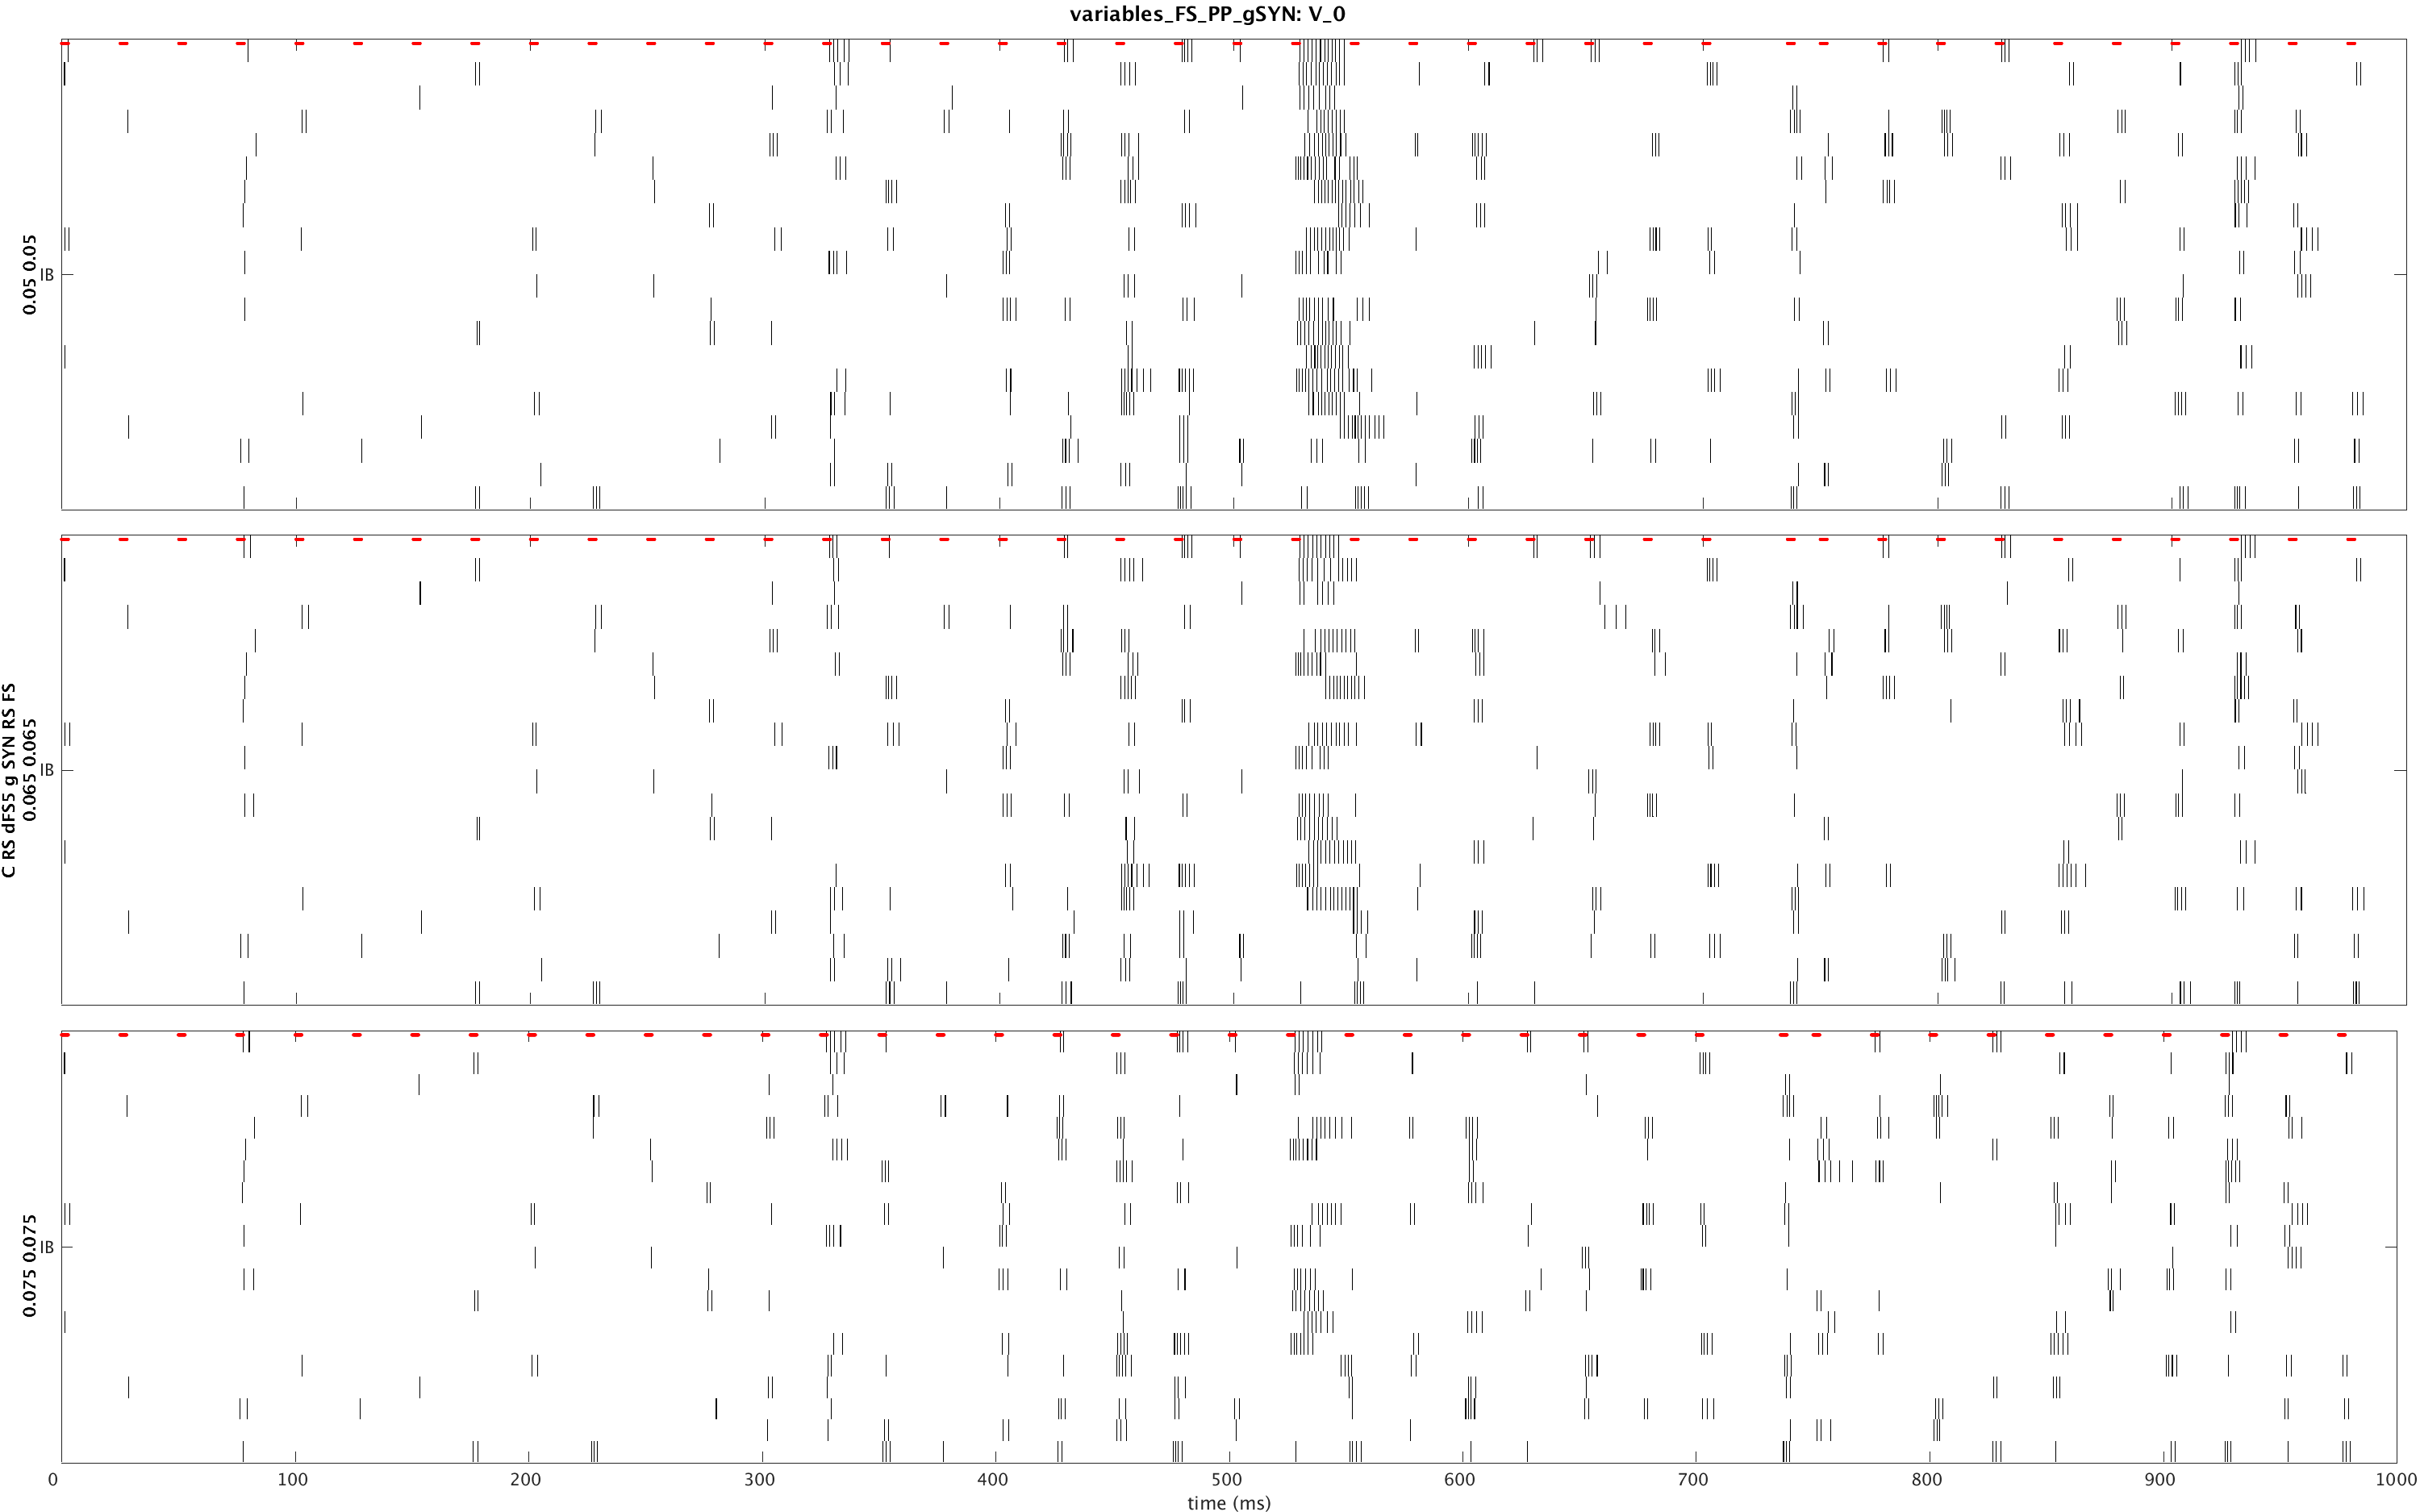 variables_FS_PP_gSYN: V_0
0.05 0.05
IB
C RS dFS5 g SYN RS FS
0.065 0.065
IB
0.075 0.075
IB
0 100 200 300 400 500 600 700 800 900 1000
time (ms)